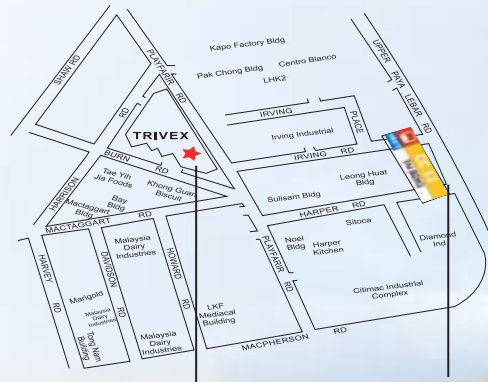 SHAW RD
PLAYFARIR RD
UPPER PAYA LEBAR RD
Kapo Factory Bldg
Centro Bianco
Pak Chong Bldg
LHK2
IRVING PLACE
Irving Industrial
IRVING RD
TRIVEX
BURN RD
HARRISON RD
Tae Yih
Jia Foods
Khong Guan
Biscuit
Bay
Bldg
Mactaggart
Bldg
MACTAGGART RD
Leong Huat
Bldg
Sulisam Bldg
HARPER RD
Sitoca
Noel
Bldg
Harper
Kitchen
Diamond
Ind
Citimac Industrial
Complex
PLAYFARIR RD
MACPHERSON RD
HARVEY RD
DAVIDSON RD
HOWARD RD
Malaysia
Dairy
Industries
Marigold
Malaysia
Dairy
Industries
Tong Nam
Building
Malaysia
Dairy
Industries
LKF
Mediacal
Building